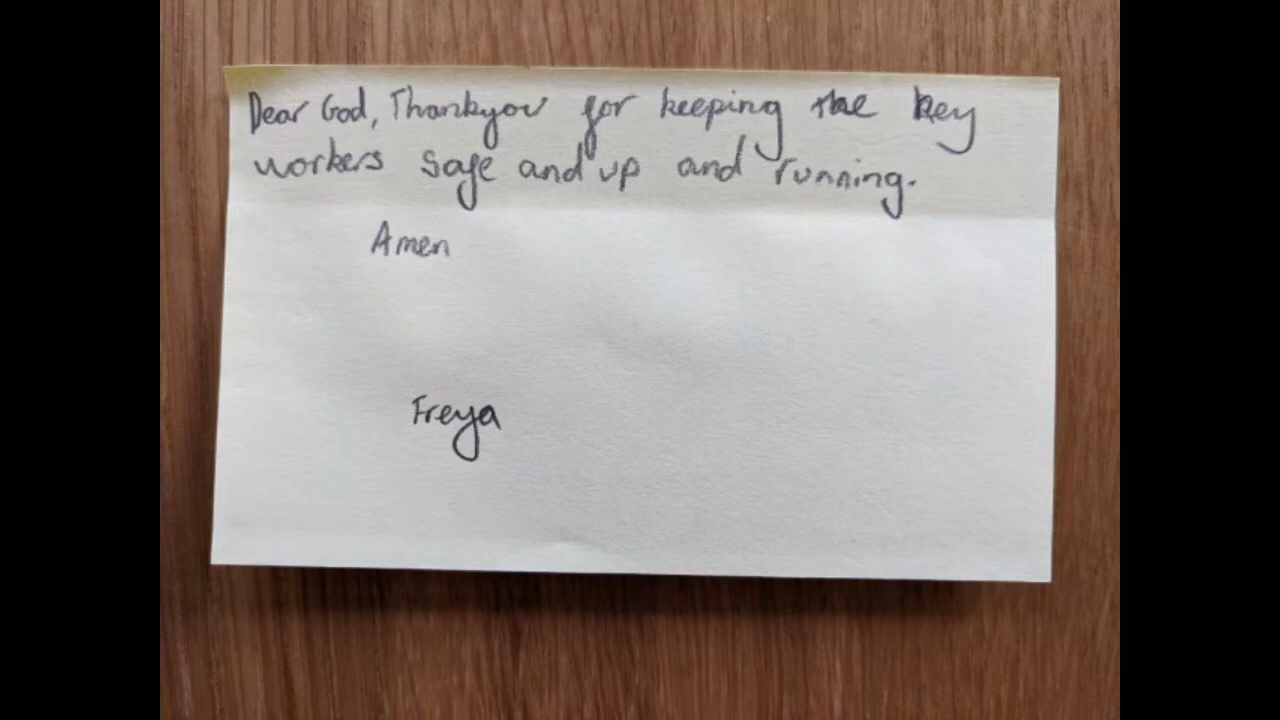 Dear God, Thankyou for keeping the key
workers safe and up and running.
Amen
Freya